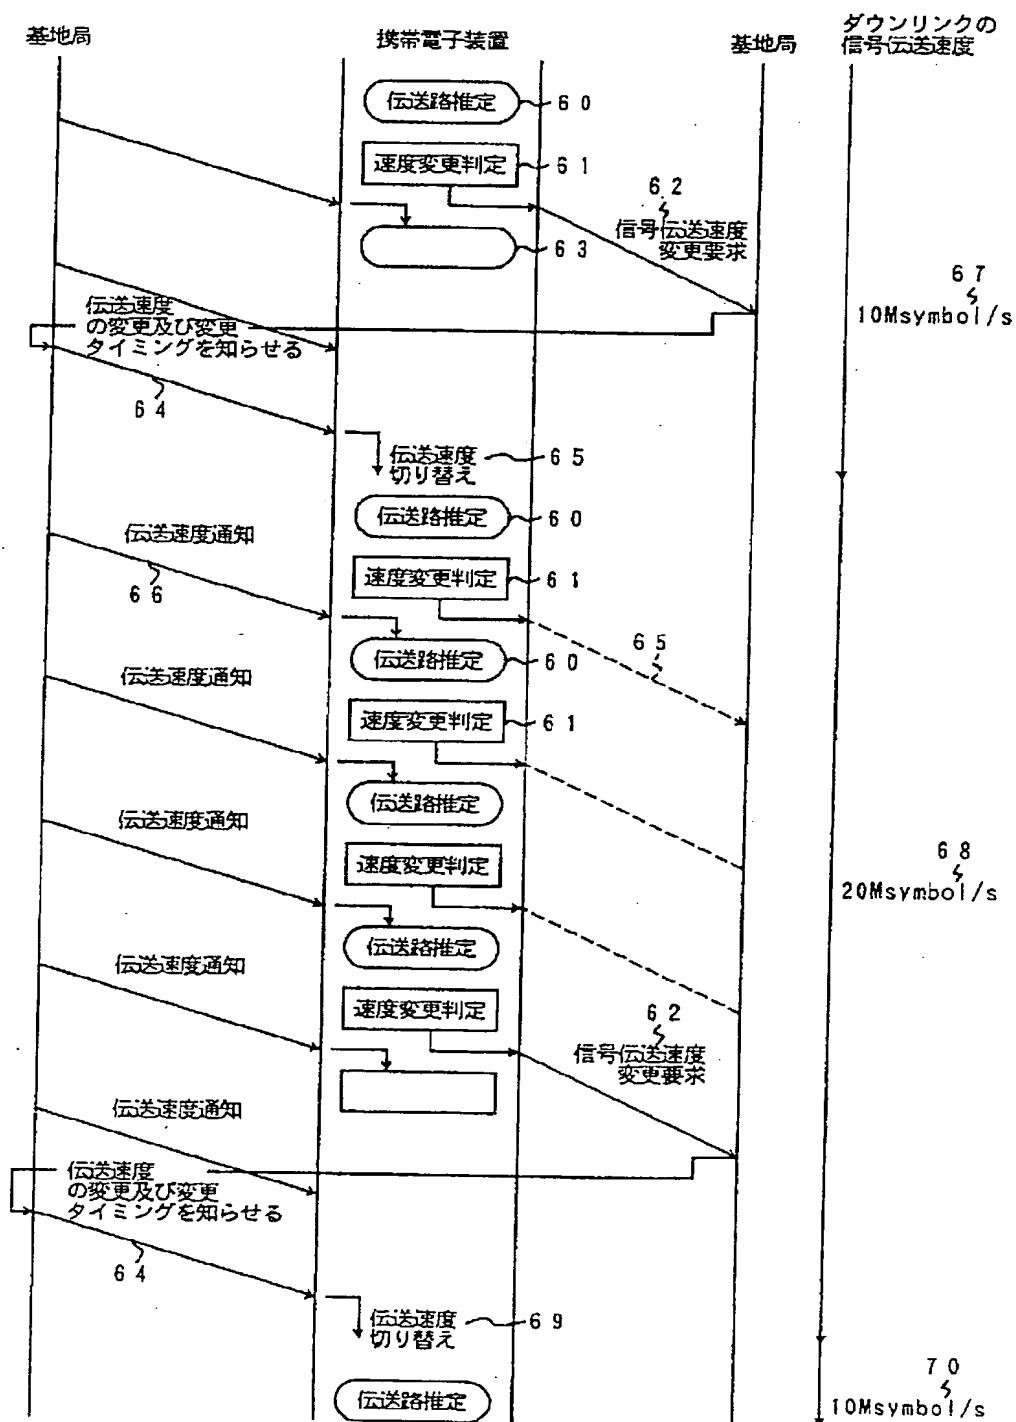 基地局
携帯電子装置
基地局
ダウンリンクの
信号伝送速度
伝送路推定
60
速度変更判定
61
62
信号伝送速度
変更要求
63
67
10Msymbol/s
伝送速度
の変更及び変更
タイミングを知らせる
64
伝送速度
切り替え
65
伝送路推定
60
伝送速度通知
66
速度変更判定
61
65
伝送路推定
60
伝送速度通知
速度変更判定
61
伝送路推定
伝送速度通知
速度変更判定
68
20Msymbol/s
伝送路推定
伝送速度通知
速度変更判定
62
信号伝送速度
変更要求
伝送速度通知
伝送速度
の変更及び変更
タイミングを知らせる
64
伝送速度
切り替え
69
伝送路推定
70
10Msymbol/s